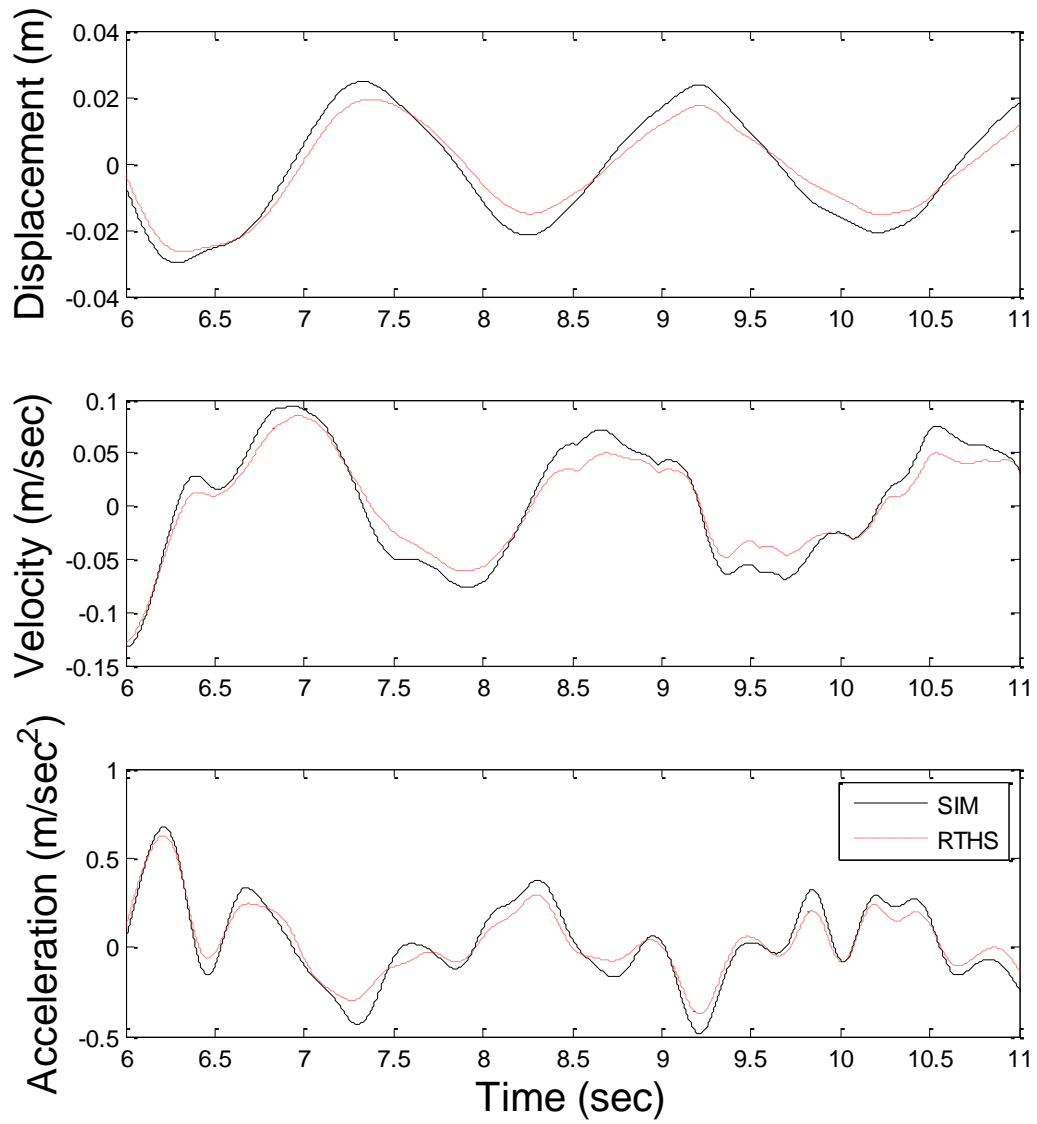 Displacement (m)
0.04
0.02
0
-0.02
-0.04
6 6.5 7 7.5 8 8.5 9 9.5 10 10.5 11
Velocity (m/sec)
0.1
0.05
0
-0.05
-0.1
-0.15
6 6.5 7 7.5 8 8.5 9 9.5 10 10.5 11
Acceleration (m/sec²)
1
0.5
0
-0.5
SIM
RTHS
6 6.5 7 7.5 8 8.5 9 9.5 10 10.5 11
Time (sec)